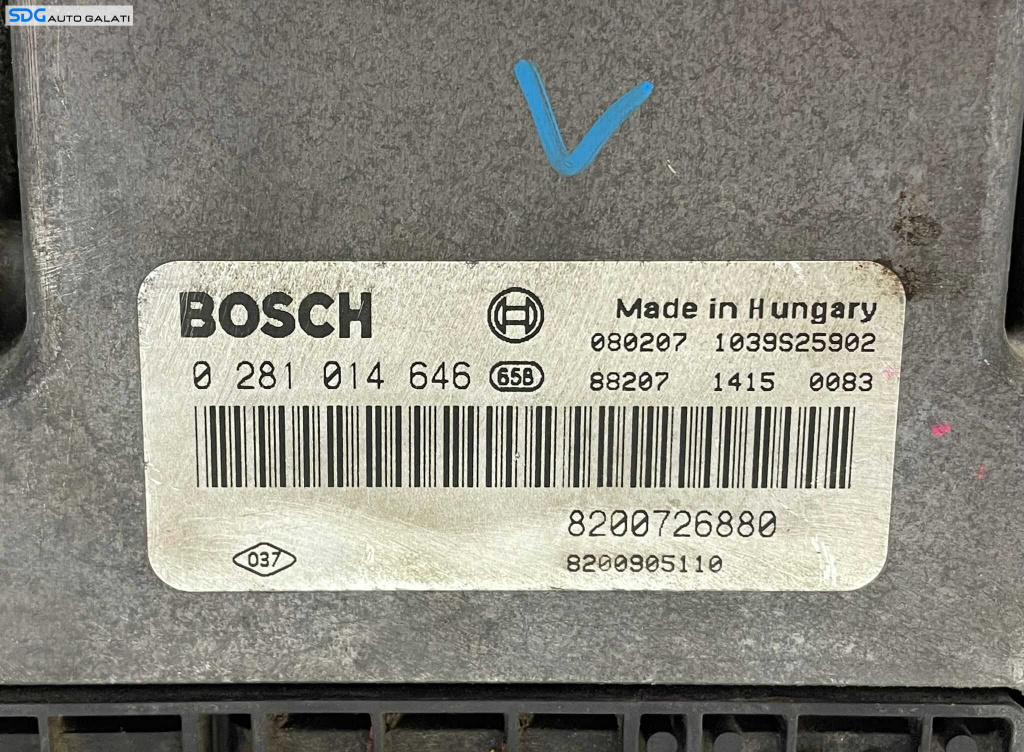 SDG AUTO GALATI
V
BOSCH
Made in Hungary
080207 1039S25902
0 281 014 646 65B 88207 1415 0083
8200726880
037
8200905110